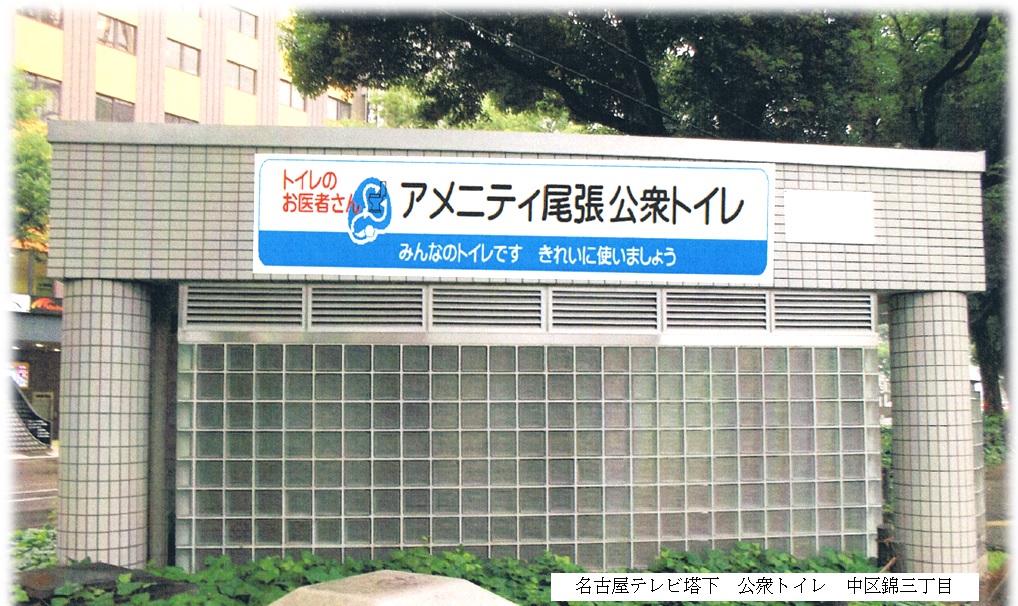 トイレの
お医者さん
アメニティ尾張公衆トイレ
みんなのトイレです　きれいに使いましょう
名古屋テレビ塔下　公衆トイレ　中区錦三丁目